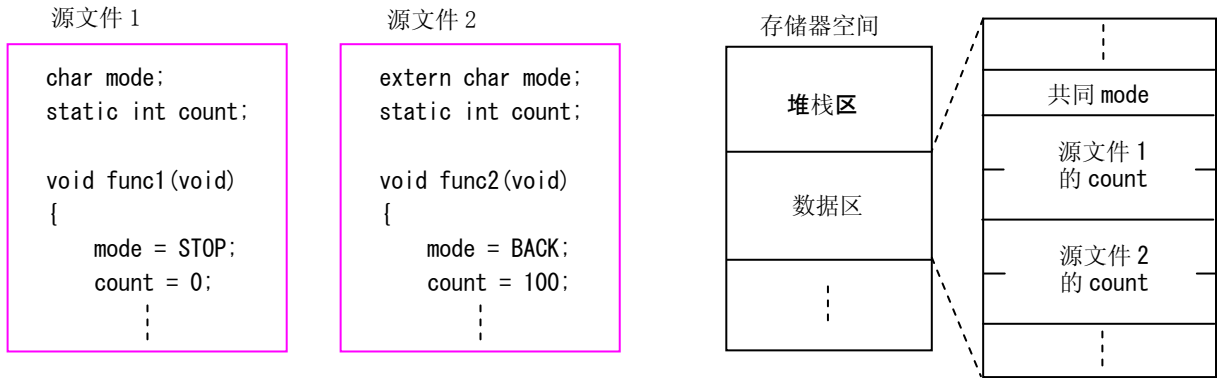 源文件 1
char mode;
static int count;
void func1(void)
{
mode = STOP;
count = 0;
源文件 2
extern char mode;
static int count;
void func2(void)
{
mode = BACK;
count = 100;
存储器空间
堆栈区
数据区
共同 mode
源文件 1
的 count
源文件 2
的 count